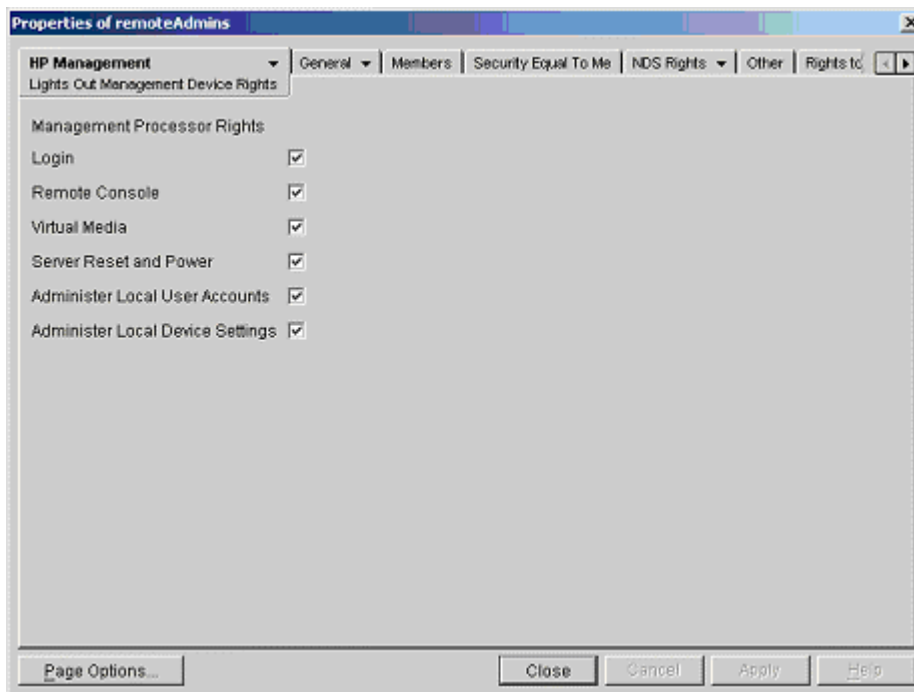 Properties of remoteAdmins
HP Management General Members Security Equal To Me NDS Rights Other Rights to
Lights Out Management Device Rights
Management Processor Rights
Login
Remote Console
Virtual Media
Server Reset and Power
Administer Local User Accounts
Administer Local Device Settings
Page Options... Close Cancel Apply Help